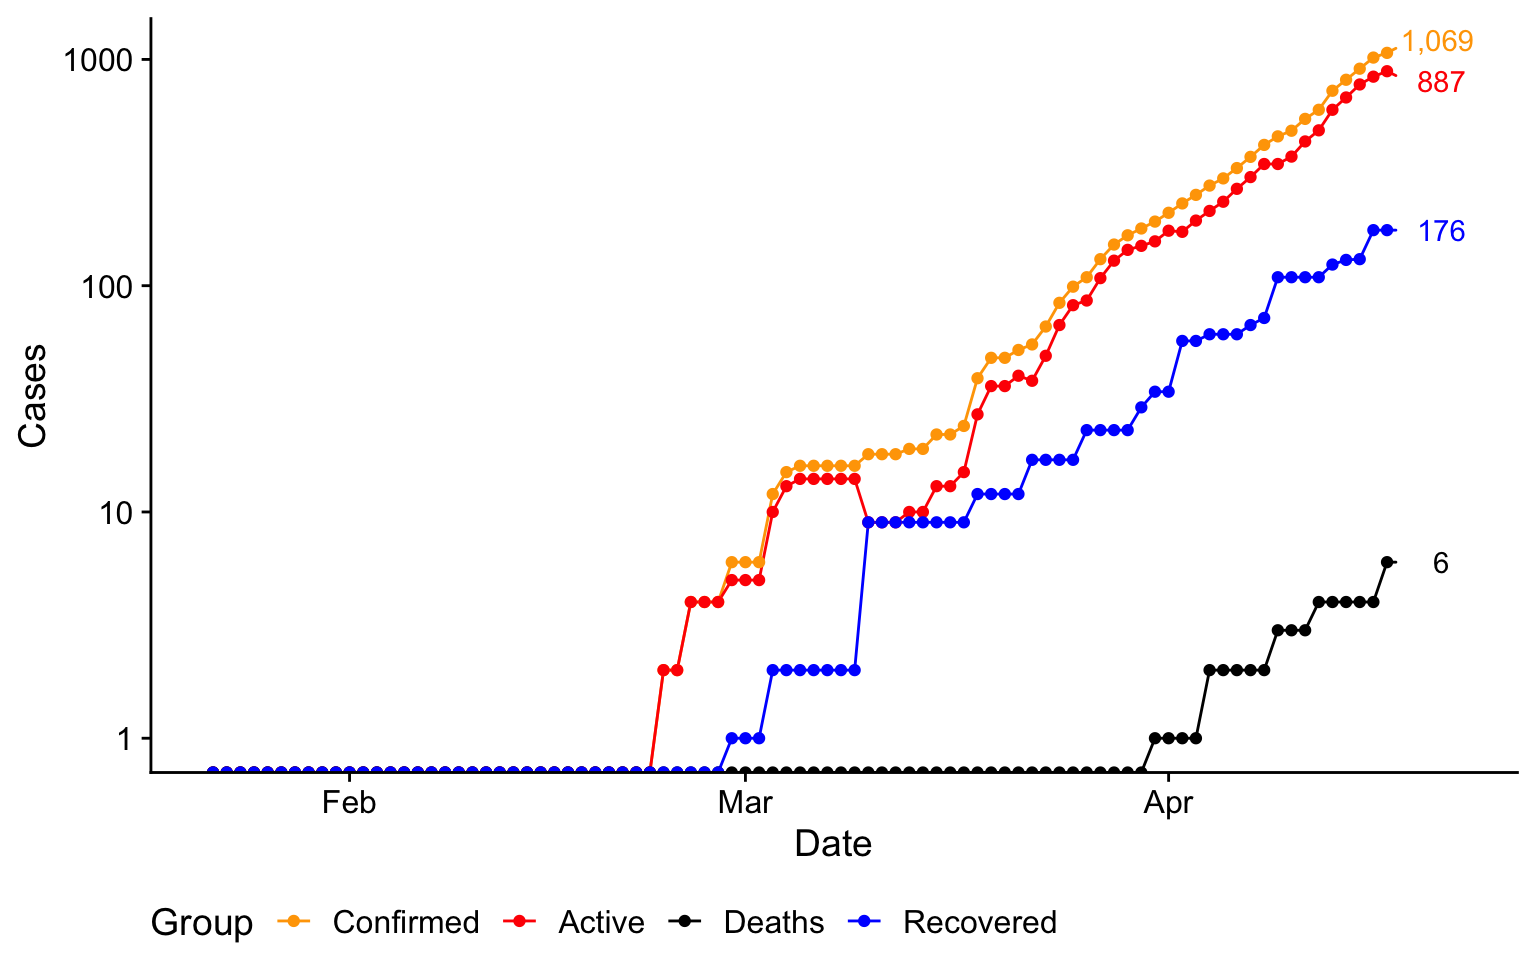 1,069
1000
887
176
100
Cases
10
6
1
Feb Mar Apr
Date
Group Confirmed Active Deaths Recovered